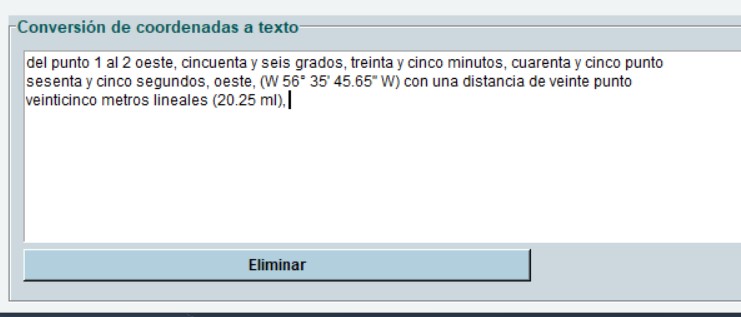 Conversión de coordenadas a texto
del punto 1 al 2 oeste, cincuenta y seis grados, treinta y cinco minutos, cuarenta y cinco punto
sesenta y cinco segundos, oeste, (W 56° 35' 45.65" W) con una distancia de veinte punto
veinticinco metros lineales (20.25 ml),
Eliminar